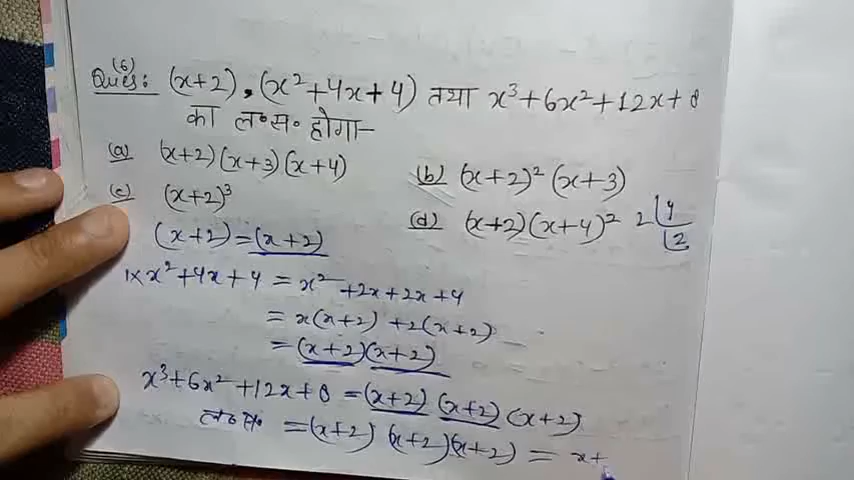 (6)
Ques: (x+2), (x²+4x+4) तथा x³+6x²+12x+8
का ल०स० होगा-
(a) (x+2)(x+3)(x+4)
(b) (x+2)² (x+3)
(c) (x+2)³
(d) (x+2)(x+4)² 2 | 4
2
(x+2) = (x+2)
1× x²+4x+4 = x²+2x+2x+4
= x(x+2) +2(x+2)
= (x+2)(x+2)
x³+6x²+12x+8 = (x+2) (x+2) (x+2)
ल०स० = (x+2) (x+2)(x+2) = x+